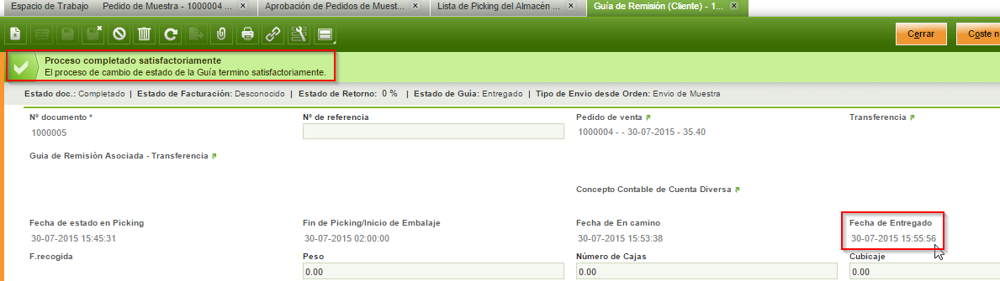 Espacio de Trabajo Pedido de Muestra - 1000004 ... Aprobación de Pedidos de Muest... Lista de Picking del Almacén ... Guía de Remisión (Cliente) - 1...
Cerrar Coste n
Proceso completado satisfactoriamente
El proceso de cambio de estado de la Guía termino satisfactoriamente.
Estado doc.: Completado | Estado de Facturación: Desconocido | Estado de Retorno: 0 % | Estado de Guía: Entregado | Tipo de Envio desde Orden: Envio de Muestra
Nº documento * Nº de referencia Pedido de venta Transferencia
1000005 1000004 - - 30-07-2015 - 35.40
Guia de Remisiòn Asociada - Transferencia
Concepto Contable de Cuenta Diversa
Fecha de estado en Picking Fin de Picking/Inicio de Embalaje Fecha de En camino Fecha de Entregado
30-07-2015 15:45:31 30-07-2015 02:00:00 30-07-2015 15:53:38 30-07-2015 15:55:56
F.recogida Peso Número de Cajas Cubicaje
0.00 0.00 0.00